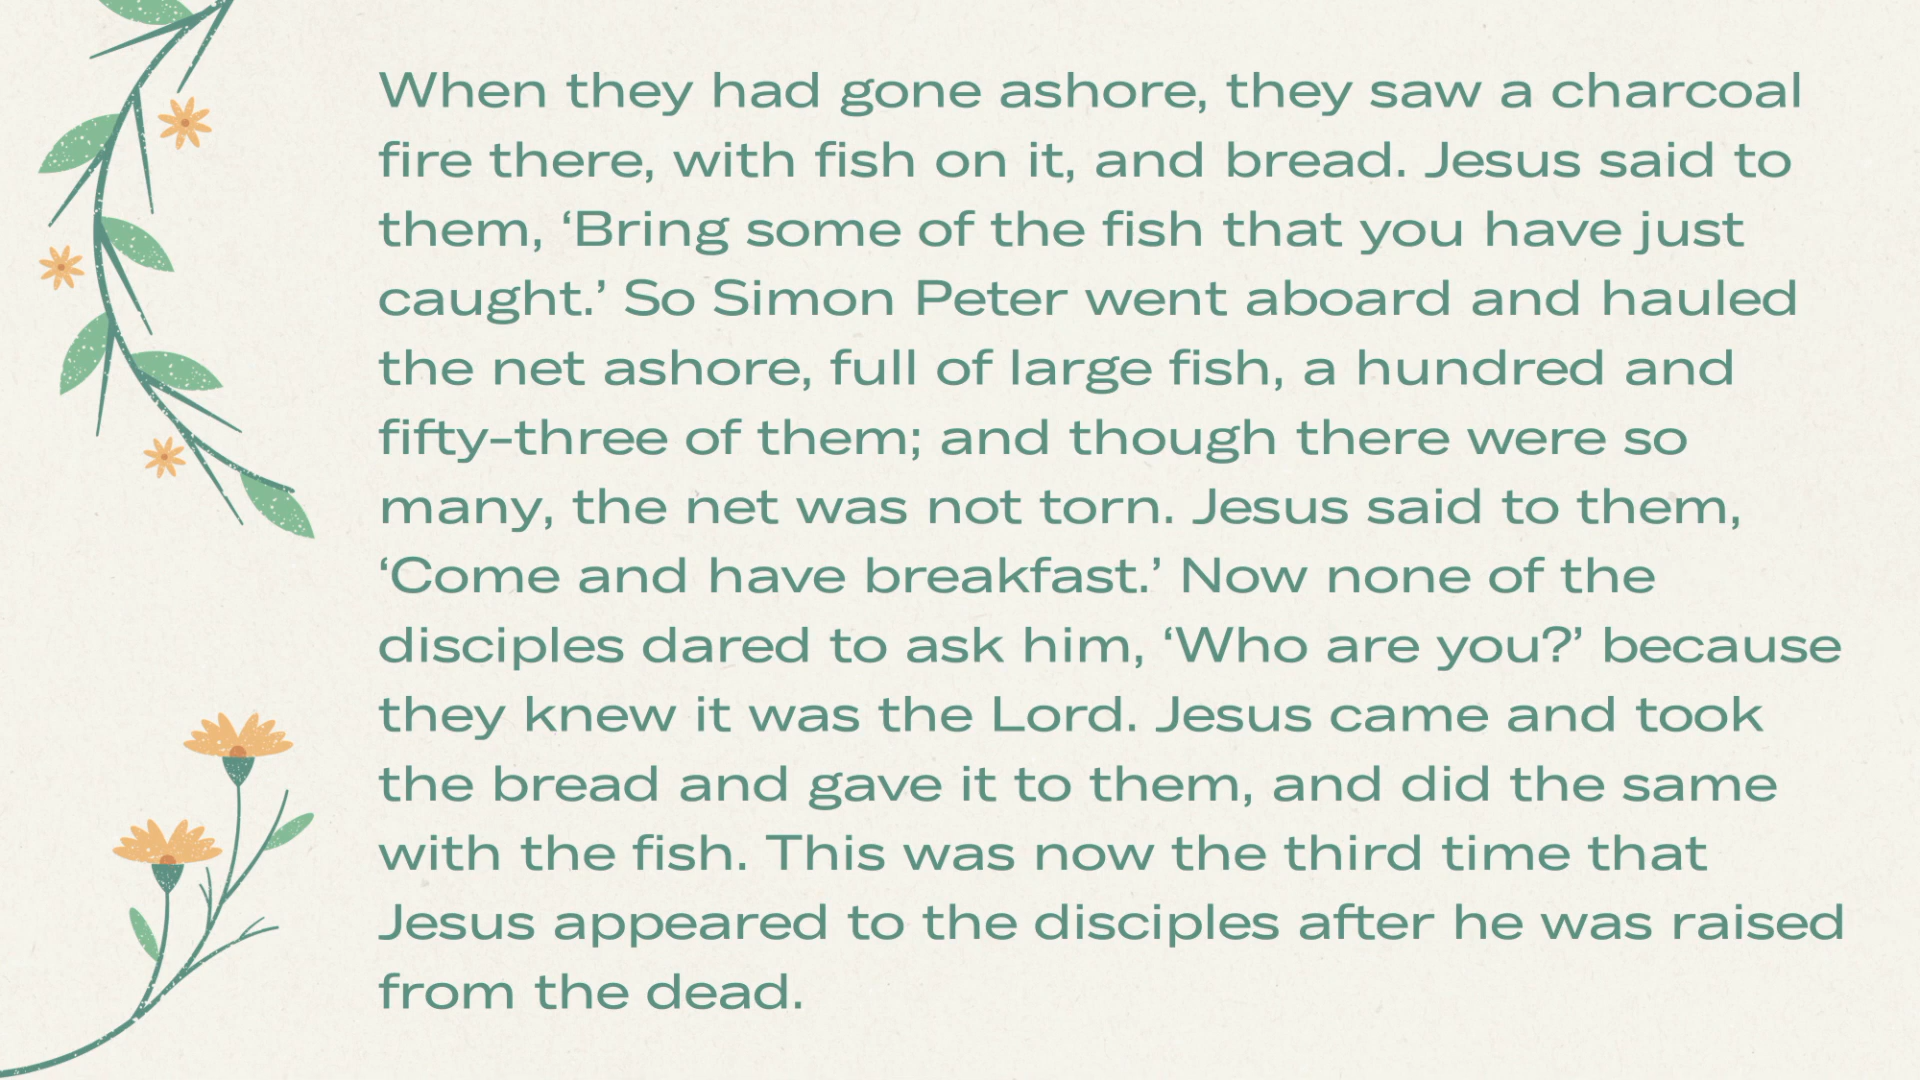 When they had gone ashore, they saw a charcoal
fire there, with fish on it, and bread. Jesus said to
them, ‘Bring some of the fish that you have just
caught.’ So Simon Peter went aboard and hauled
the net ashore, full of large fish, a hundred and
fifty-three of them; and though there were so
many, the net was not torn. Jesus said to them,
‘Come and have breakfast.’ Now none of the
disciples dared to ask him, ‘Who are you?’ because
they knew it was the Lord. Jesus came and took
the bread and gave it to them, and did the same
with the fish. This was now the third time that
Jesus appeared to the disciples after he was raised
from the dead.